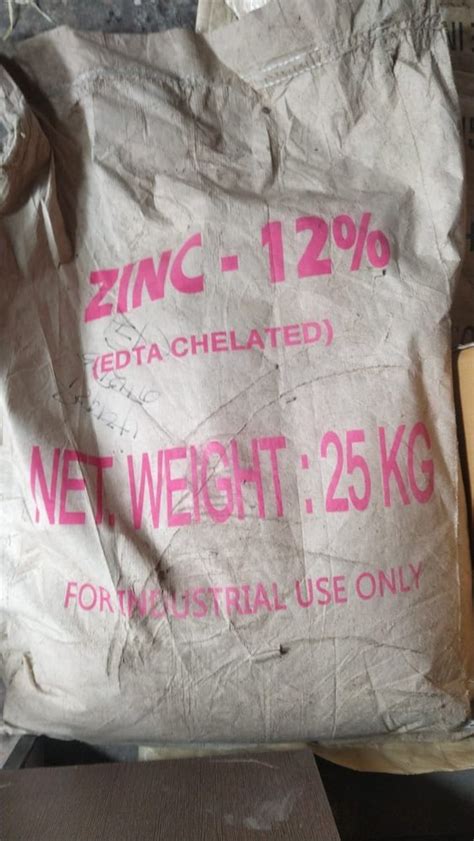 ZINC - 12%
(EDTA CHELATED)
NET. WEIGHT : 25 KG
FOR INDUSTRIAL USE ONLY